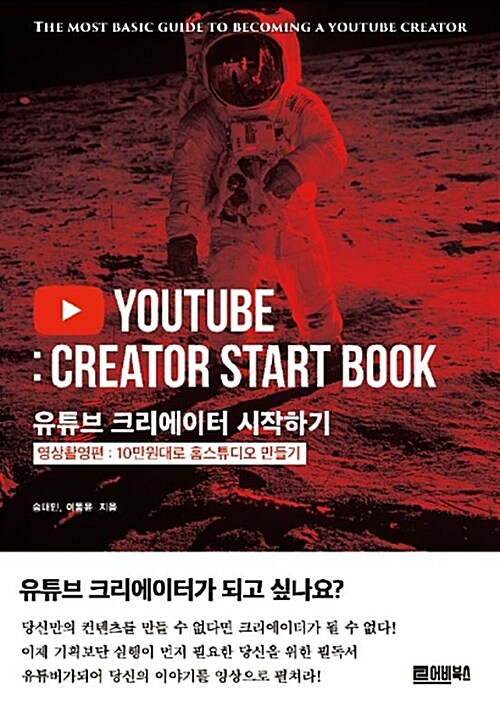 THE MOST BASIC GUIDE TO BECOMING A YOUTUBE CREATOR
YOUTUBE
: CREATOR START BOOK
유튜브 크리에이터 시작하기
영상촬영편 : 10만원대로 홈스튜디오 만들기
이동윤 지음
유튜브 크리에이터가 되고 싶나요?
당신만의 컨텐츠를 만들 수 없다면 크리에이터가 될 수 없다!
이제 기획보단 실행이 먼저 필요한 당신을 위한 필독서
유튜버가되어 당신의 이야기를 영상으로 펼쳐라!
어비북스